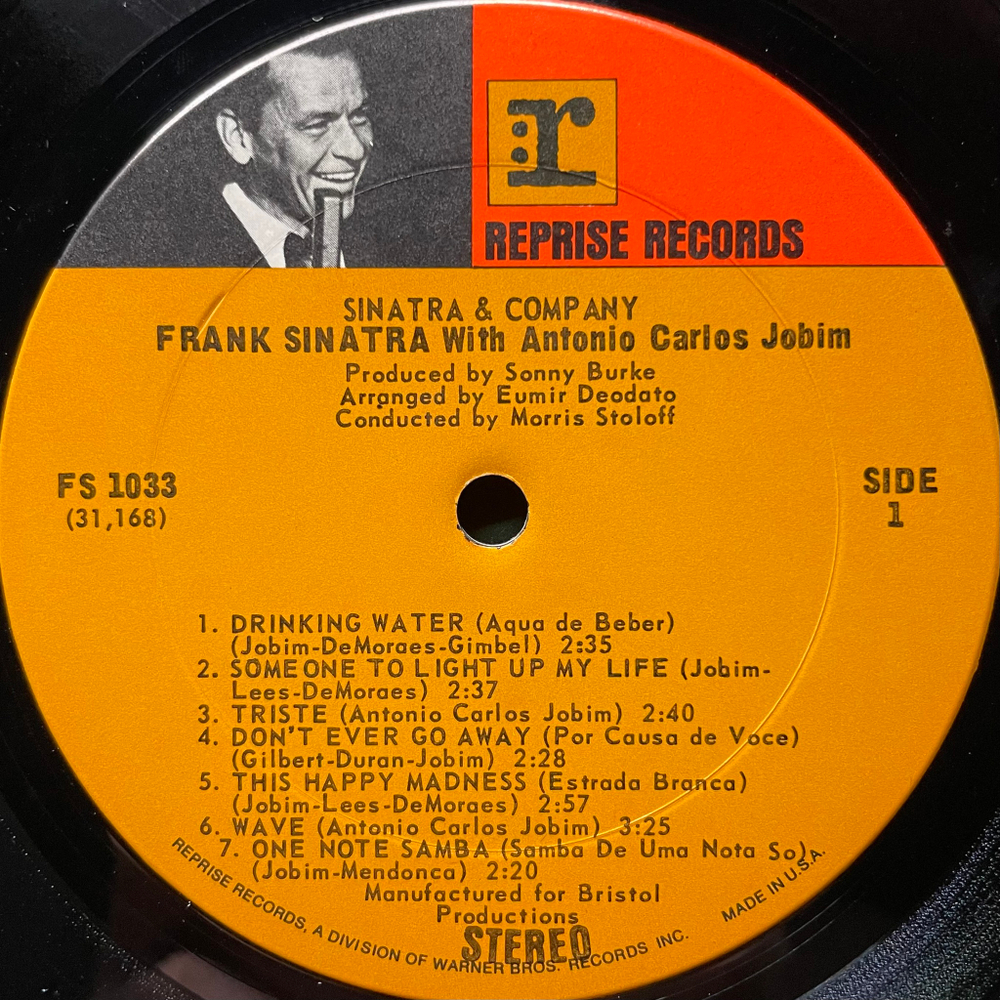 r
REPRISE RECORDS
SINATRA & COMPANY
FRANK SINATRA With Antonio Carlos Jobim
Produced by Sonny Burke
Arranged by Eumir Deodato
Conducted by Morris Stoloff
FS 1033
(31,168)
SIDE
1
1. DRINKING WATER (Aqua de Beber)
(Jobim-DeMoraes-Gimbel) 2:35
2. SOMEONE TO LIGHT UP MY LIFE (Jobim-
Lees-DeMoraes) 2:37
3. TRISTE (Antonio Carlos Jobim) 2:40
4. DON'T EVER GO AWAY (Por Causa de Voce)
(Gilbert-Duran-Jobim) 2:28
5. THIS HAPPY MADNESS (Estrada Branca)
(Jobim-Lees-DeMoraes) 2:57
6. WAVE (Antonio Carlos Jobim) 3:25
7. ONE NOTE SAMBA (Samba De Uma Nota So)
(Jobim-Mendonca) 2:20
Manufactured for Bristol
Productions
STEREO
REPRISE RECORDS, A DIVISION OF WARNER BROS. RECORDS INC.
MADE IN U.S.A.